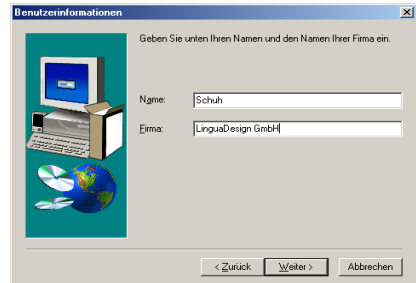 Benutzerinformationen
Geben Sie unten Ihren Namen und den Namen Ihrer Firma ein.
Name: Schuh
Firma: LinguaDesign GmbH
< Zurück Weiter > Abbrechen